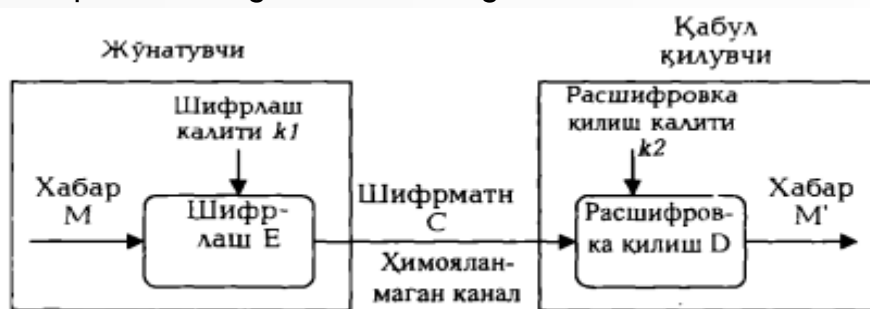 Жўнатувчи
Қабул
қилувчи
Шифрлаш
калити k1
Расшифровка
қилиш калити
k2
Хабар
М
Шифр-
лаш Е
Шифрматн
С
Ҳимоялан-
маган канал
Расшифров-
ка қилиш D
Хабар
М'